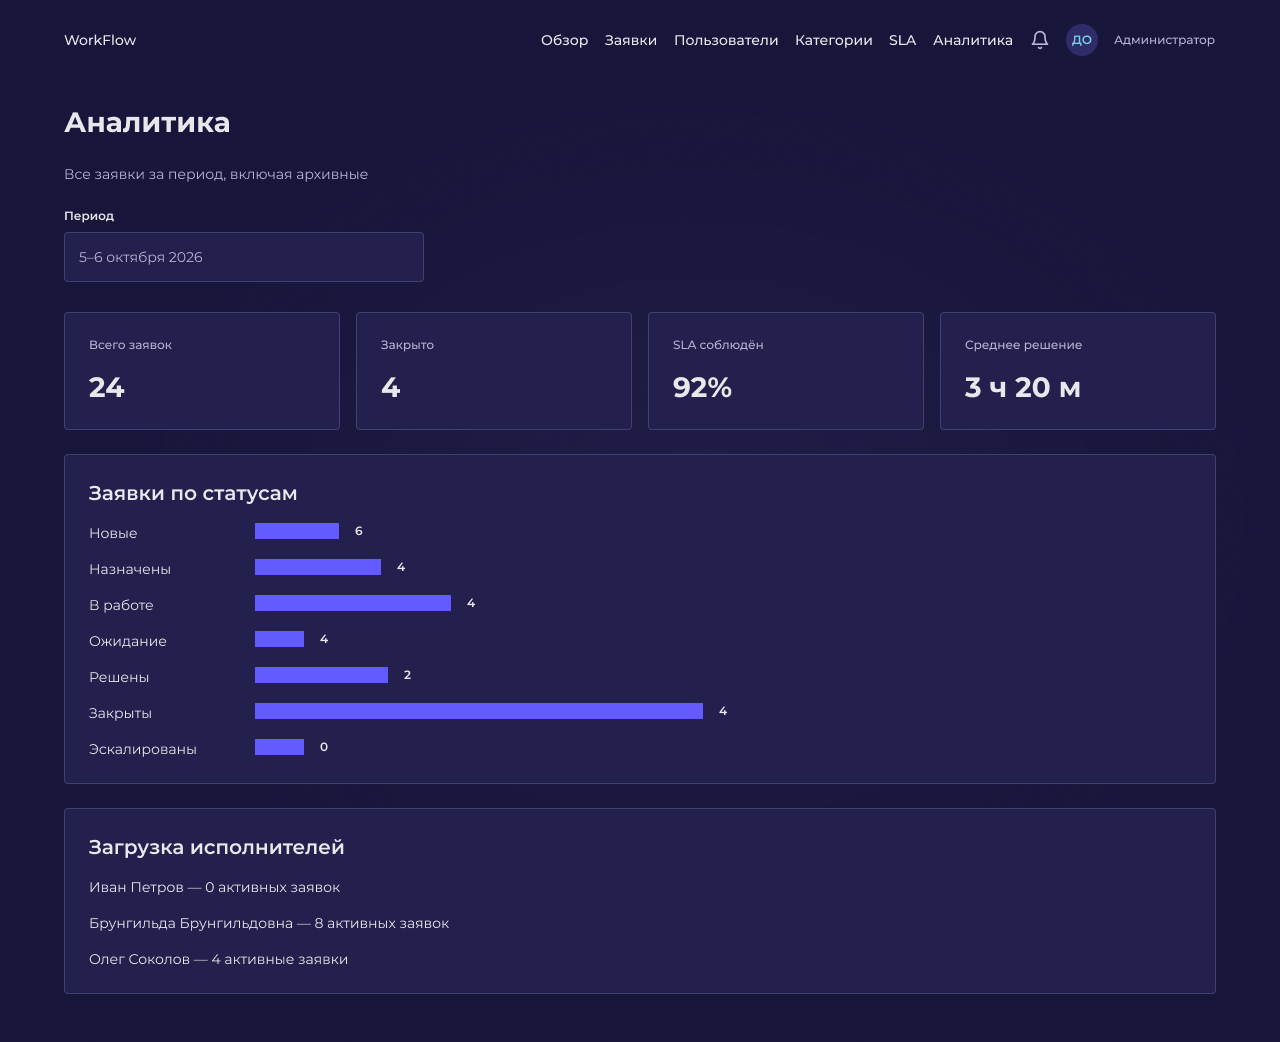 WorkFlow
Обзор Заявки Пользователи Категории SLA Аналитика ДО Администратор
Аналитика
Все заявки за период, включая архивные
Период
5–6 октября 2026
Всего заявок Закрыто SLA соблюдён Среднее решение
24 4 92% 3 ч 20 м
Заявки по статусам
Новые 6
Назначены 4
В работе 4
Ожидание 4
Решены 2
Закрыты 4
Эскалированы 0
Загрузка исполнителей
Иван Петров — 0 активных заявок
Брунгильда Брунгильдовна — 8 активных заявок
Олег Соколов — 4 активные заявки